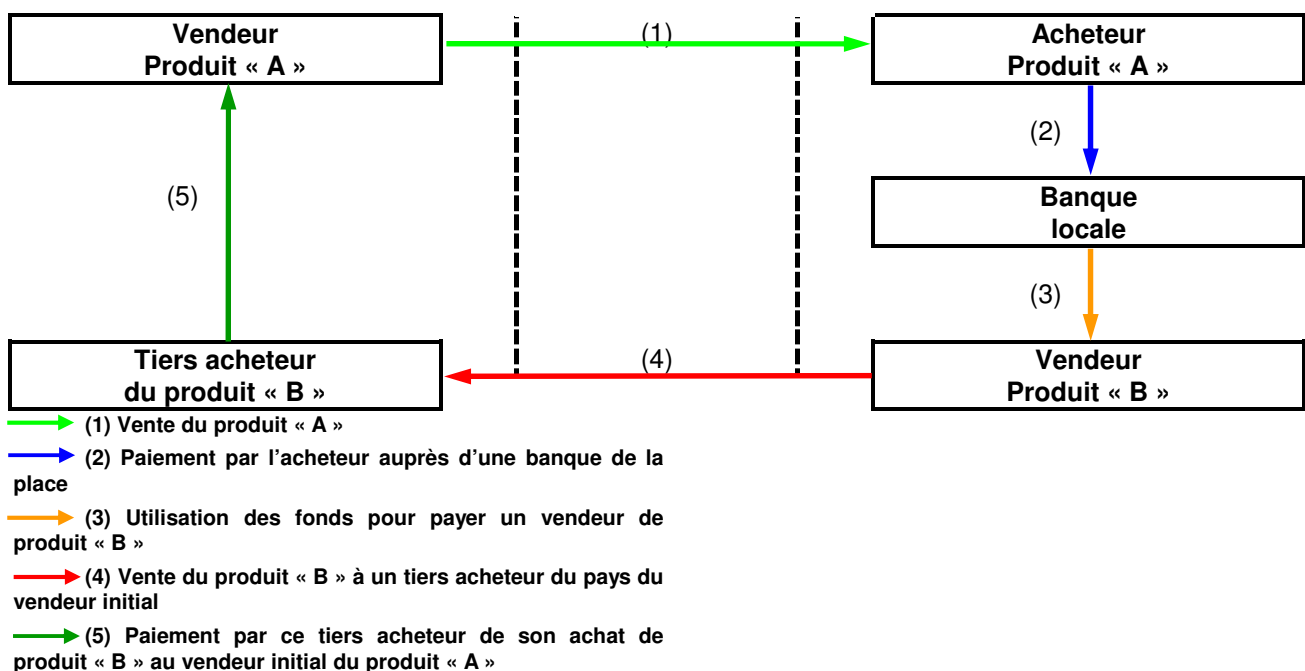 Vendeur
Produit « A »
(1)
Acheteur
Produit « A »
(2)
Banque
locale
(5)
(3)
Tiers acheteur
du produit « B »
(4)
Vendeur
Produit « B »
(1) Vente du produit « A »
(2) Paiement par l’acheteur auprès d’une banque de la
place
(3) Utilisation des fonds pour payer un vendeur de
produit « B »
(4) Vente du produit « B » à un tiers acheteur du pays du
vendeur initial
(5) Paiement par ce tiers acheteur de son achat de
produit « B » au vendeur initial du produit « A »